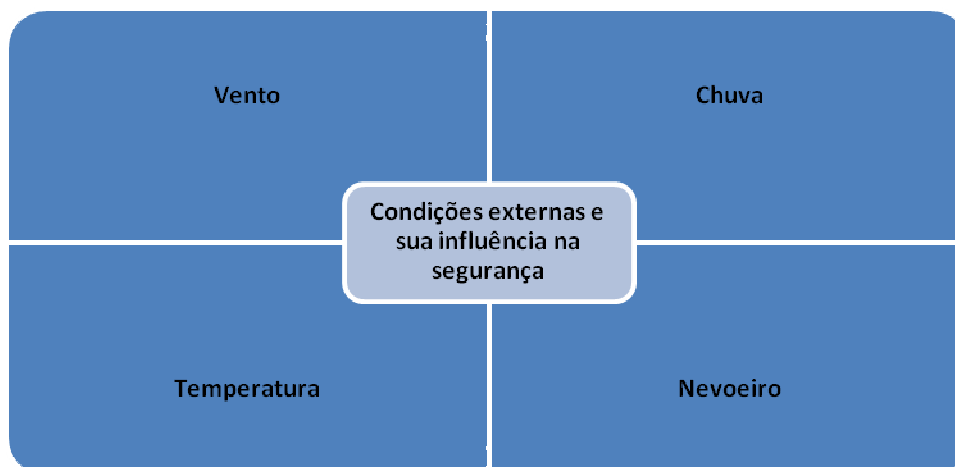 Vento
Chuva
Condições externas e
sua influência na
segurança
Temperatura
Nevoeiro